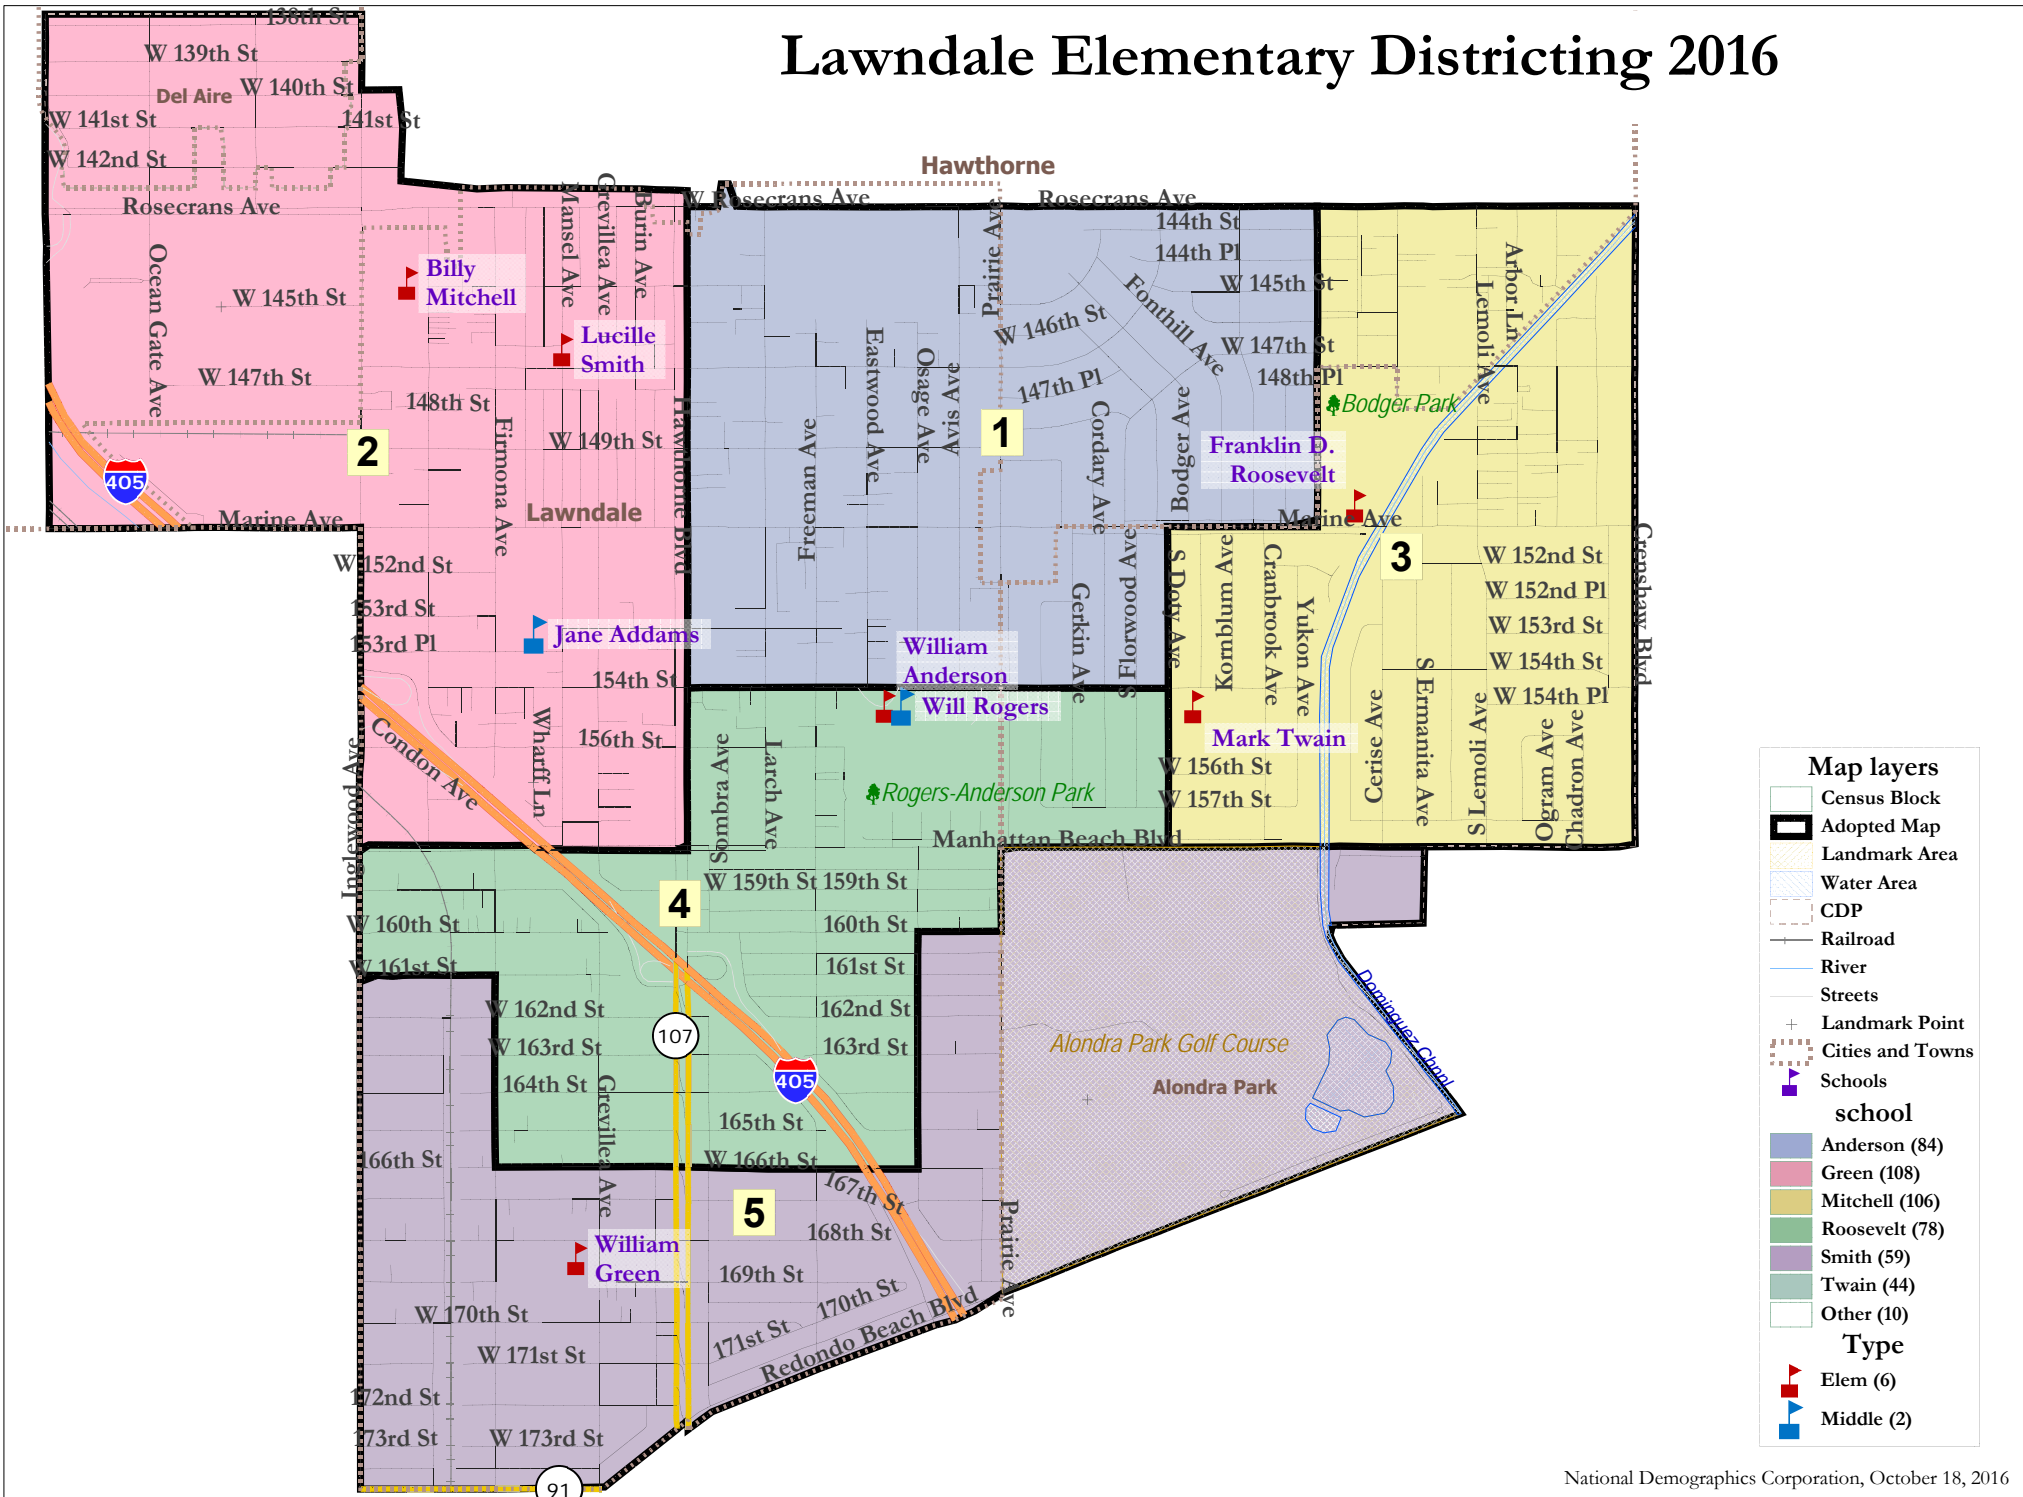 Lawndale Elementary Districting 2016
138th St
W 139th St
Del Aire
W 140th St
W 141st St
141st St
W 142nd St
Rosecrans Ave
Hawthorne
W Rosecrans Ave
Rosecrans Ave
Mansel Ave
Grevillea Ave
Burin Ave
Prairie Ave
144th St
144th Pl
W 145th St
Ocean Gate Ave
Billy
Mitchell
W 145th St
Lucille
Smith
W 146th St
Fonthill Ave
W 147th St
148th Pl
147th Pl
Arbor Ln
Lemoli Ave
Bodger Park
W 147th St
148th St
Firmona Ave
W 149th St
Hawthorne Blvd
Freeman Ave
Eastwood Ave
Osage Ave
Avis Ave
Cordary Ave
Bodger Ave
Franklin D.
Roosevelt
2
1
405
Marine Ave
Lawndale
Marine Ave
3
W 152nd St
153rd St
153rd Pl
Jane Addams
154th St
William
Anderson
Will Rogers
Gerkin Ave
S Florwood Ave
S Doty Ave
Kornblum Ave
Cranbrook Ave
Yukon Ave
W 152nd St
W 152nd Pl
W 153rd St
W 154th St
W 154th Pl
Crenshaw Blvd
Mark Twain
Cerise Ave
S Ermanita Ave
S Lemoli Ave
Ogram Ave
Chadron Ave
Inglewood Ave
Condon Ave
Wharff Ln
156th St
Sombra Ave
Larch Ave
Rogers-Anderson Park
W 156th St
W 157th St
Manhattan Beach Blvd
4
W 159th St
159th St
W 160th St
160th St
W 161st St
161st St
W 162nd St
162nd St
107
W 163rd St
163rd St
164th St
405
Grevillea Ave
165th St
166th St
W 166th St
167th St
Alondra Park Golf Course
Alondra Park
Dominguez Chnnl
5
168th St
William
Green
169th St
Prairie Ave
W 170th St
170th St
171st St
Redondo Beach Blvd
W 171st St
172nd St
173rd St
W 173rd St
91
Map layers
Census Block
Adopted Map
Landmark Area
Water Area
CDP
Railroad
River
Streets
Landmark Point
Cities and Towns
Schools
school
Anderson (84)
Green (108)
Mitchell (106)
Roosevelt (78)
Smith (59)
Twain (44)
Other (10)
Type
Elem (6)
Middle (2)
National Demographics Corporation, October 18, 2016